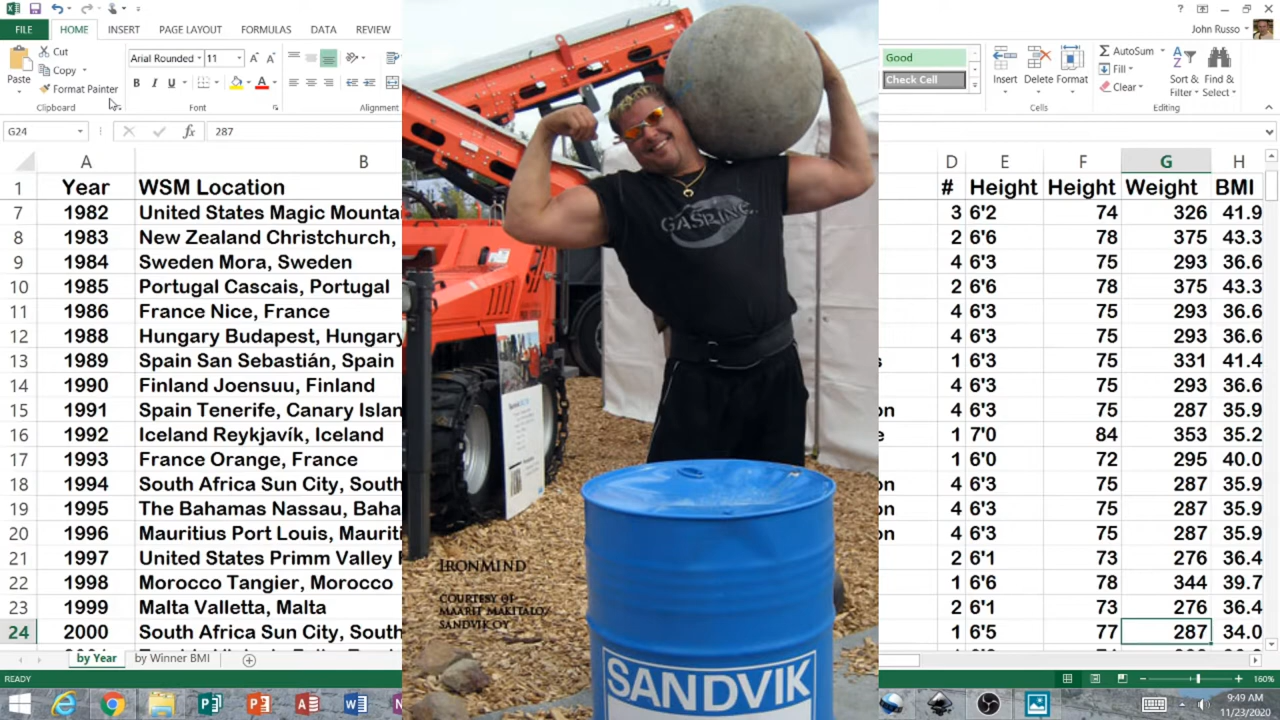 FILE HOME INSERT PAGE LAYOUT FORMULAS DATA REVIEW John Russo
Paste
Cut
Copy
Format Painter
Clipboard
Arial Rounded 11
B I U
Font
Alignment
Good
Check Cell
Insert Delete Format
Cells
AutoSum
Fill
Clear
Sort & Filter
Find & Select
Editing
G24 fx 287
A B D E F G H
1 Year WSM Location # Height Height Weight BMI
7 1982 United States Magic Mounta 3 6'2 74 326 41.9
8 1983 New Zealand Christchurch, 2 6'6 78 375 43.3
9 1984 Sweden Mora, Sweden 4 6'3 75 293 36.6
10 1985 Portugal Cascais, Portugal 2 6'6 78 375 43.3
11 1986 France Nice, France 4 6'3 75 293 36.6
12 1988 Hungary Budapest, Hungary 4 6'3 75 293 36.6
13 1989 Spain San Sebastián, Spain s 1 6'3 75 331 41.4
14 1990 Finland Joensuu, Finland 4 6'3 75 293 36.6
15 1991 Spain Tenerife, Canary Islan on 4 6'3 75 287 35.9
16 1992 Iceland Reykjavík, Iceland e 1 7'0 84 353 35.2
17 1993 France Orange, France 1 6'0 72 295 40.0
18 1994 South Africa Sun City, South on 4 6'3 75 287 35.9
19 1995 The Bahamas Nassau, Baha on 4 6'3 75 287 35.9
20 1996 Mauritius Port Louis, Mauriti on 4 6'3 75 287 35.9
21 1997 United States Primm Valley 2 6'1 73 276 36.4
22 1998 Morocco Tangier, Morocco 1 6'6 78 344 39.7
23 1999 Malta Valletta, Malta 2 6'1 73 276 36.4
24 2000 South Africa Sun City, South 1 6'5 77 287 34.0
by Year by Winner BMI
READY 160%
9:49 AM
11/23/2020
IRONMIND
COURTESY OF
MAARIT MAKITALO/
SANDVIK OY
SANDVIK